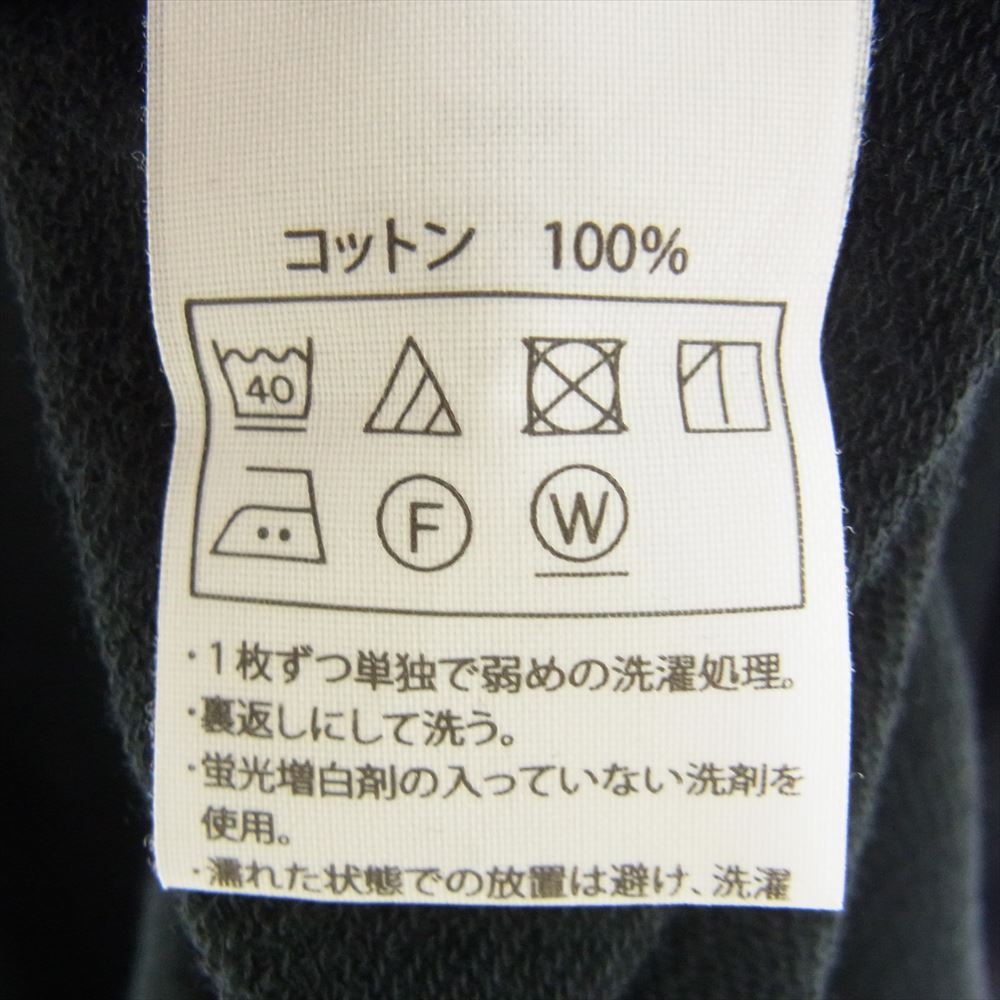 コットン 100%
40
F W
・1枚ずつ単独で弱めの洗濯処理。
・裏返しにして洗う。
・蛍光増白剤の入っていない洗剤を
使用。
・濡れた状態での放置は避け、洗濯